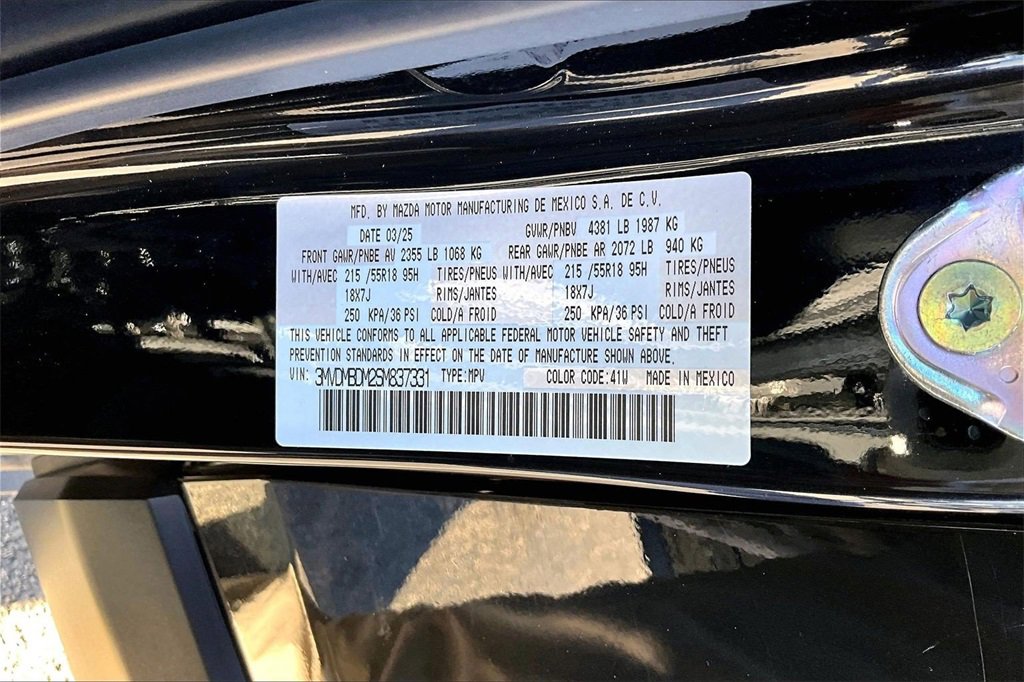 MFD. BY MAZDA MOTOR MANUFACTURING DE MEXICO S.A. DE C.V.
DATE 03/25 GVWR/PNBV 4381 LB 1987 KG
FRONT GAWR/PNBE AV 2355 LB 1068 KG REAR GAWR/PNBE AR 2072 LB 940 KG
WITH/AVEC 215 /55R18 95H TIRES/PNEUS WITH/AVEC 215 /55R18 95H TIRES/PNEUS
18X7J RIMS/JANTES 18X7J RIMS/JANTES
250 KPA/36 PSI COLD/A FROID 250 KPA/36 PSI COLD/A FROID
THIS VEHICLE CONFORMS TO ALL APPLICABLE FEDERAL MOTOR VEHICLE SAFETY AND THEFT
PREVENTION STANDARDS IN EFFECT ON THE DATE OF MANUFACTURE SHOWN ABOVE.
VIN: 3MVDMBDM2SM837331 TYPE:MPV COLOR CODE:41W MADE IN MEXICO